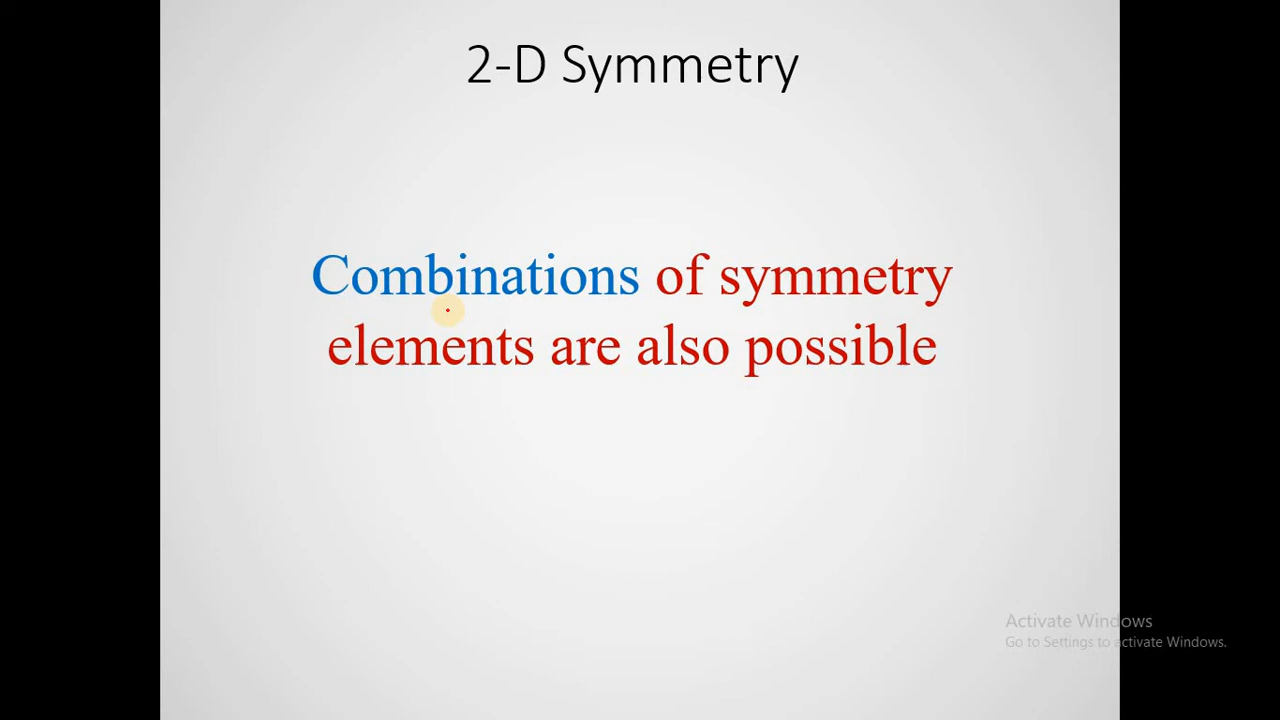 2-D Symmetry
Combinations of symmetry
elements are also possible
Activate Windows
Go to Settings to activate Windows.